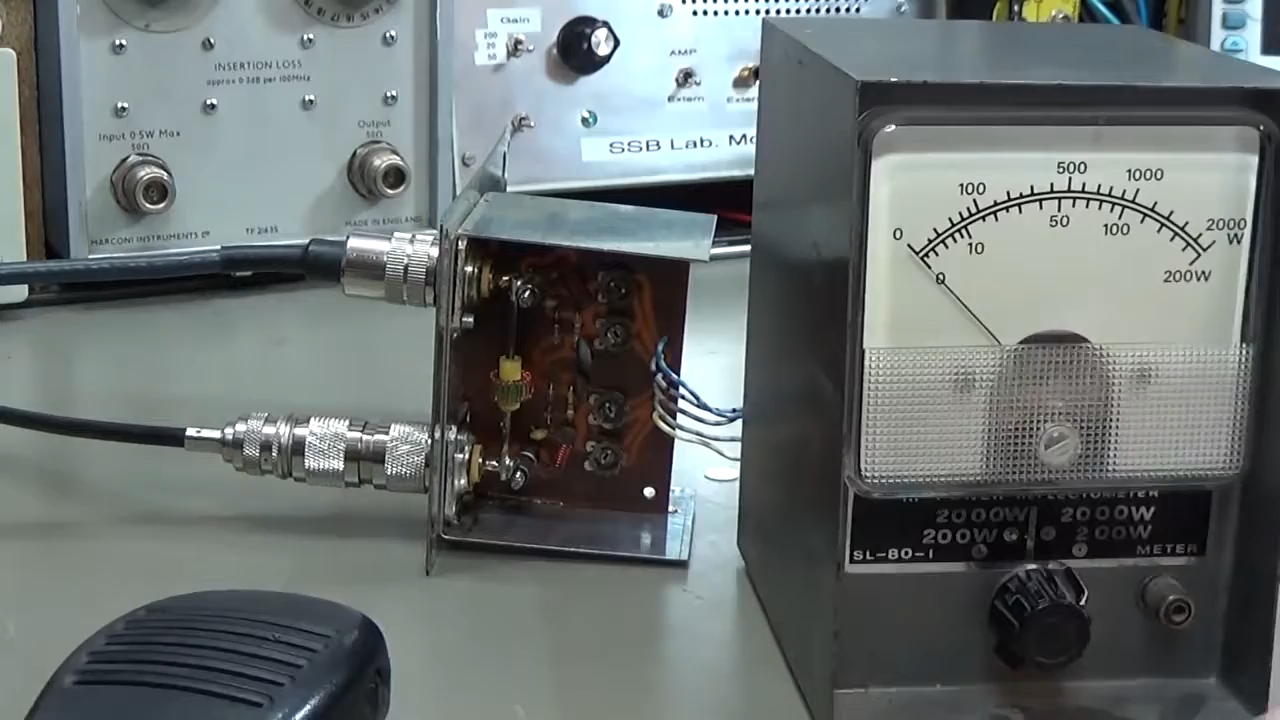 INSERTION LOSS
approx 0·3dB per 100MHz
Input 0·5W Max
50Ω
Output
50Ω
MARCONI INSTRUMENTS Lᵗᵈ
TF 2163S
MADE IN ENGLAND
Gain
200
20
50
AMP
Extern
SSB Lab.
0
100
500
1000
2000
W
0
10
50
100
200W
2000W 2000W
200W 200W
SL-80-1
METER